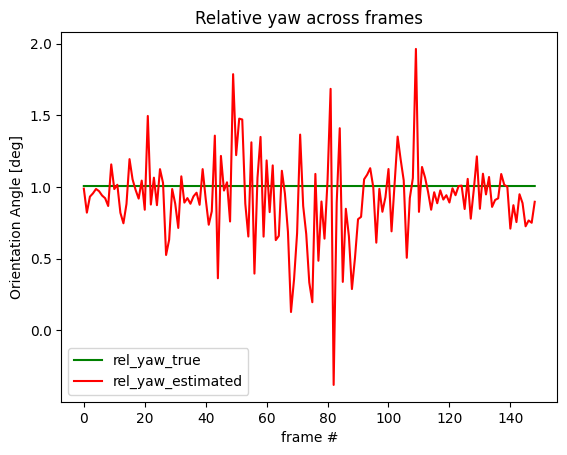 Relative yaw across frames
Orientation Angle [deg]
2.0
1.5
1.0
0.5
0.0
rel_yaw_true
rel_yaw_estimated
0 20 40 60 80 100 120 140
frame #